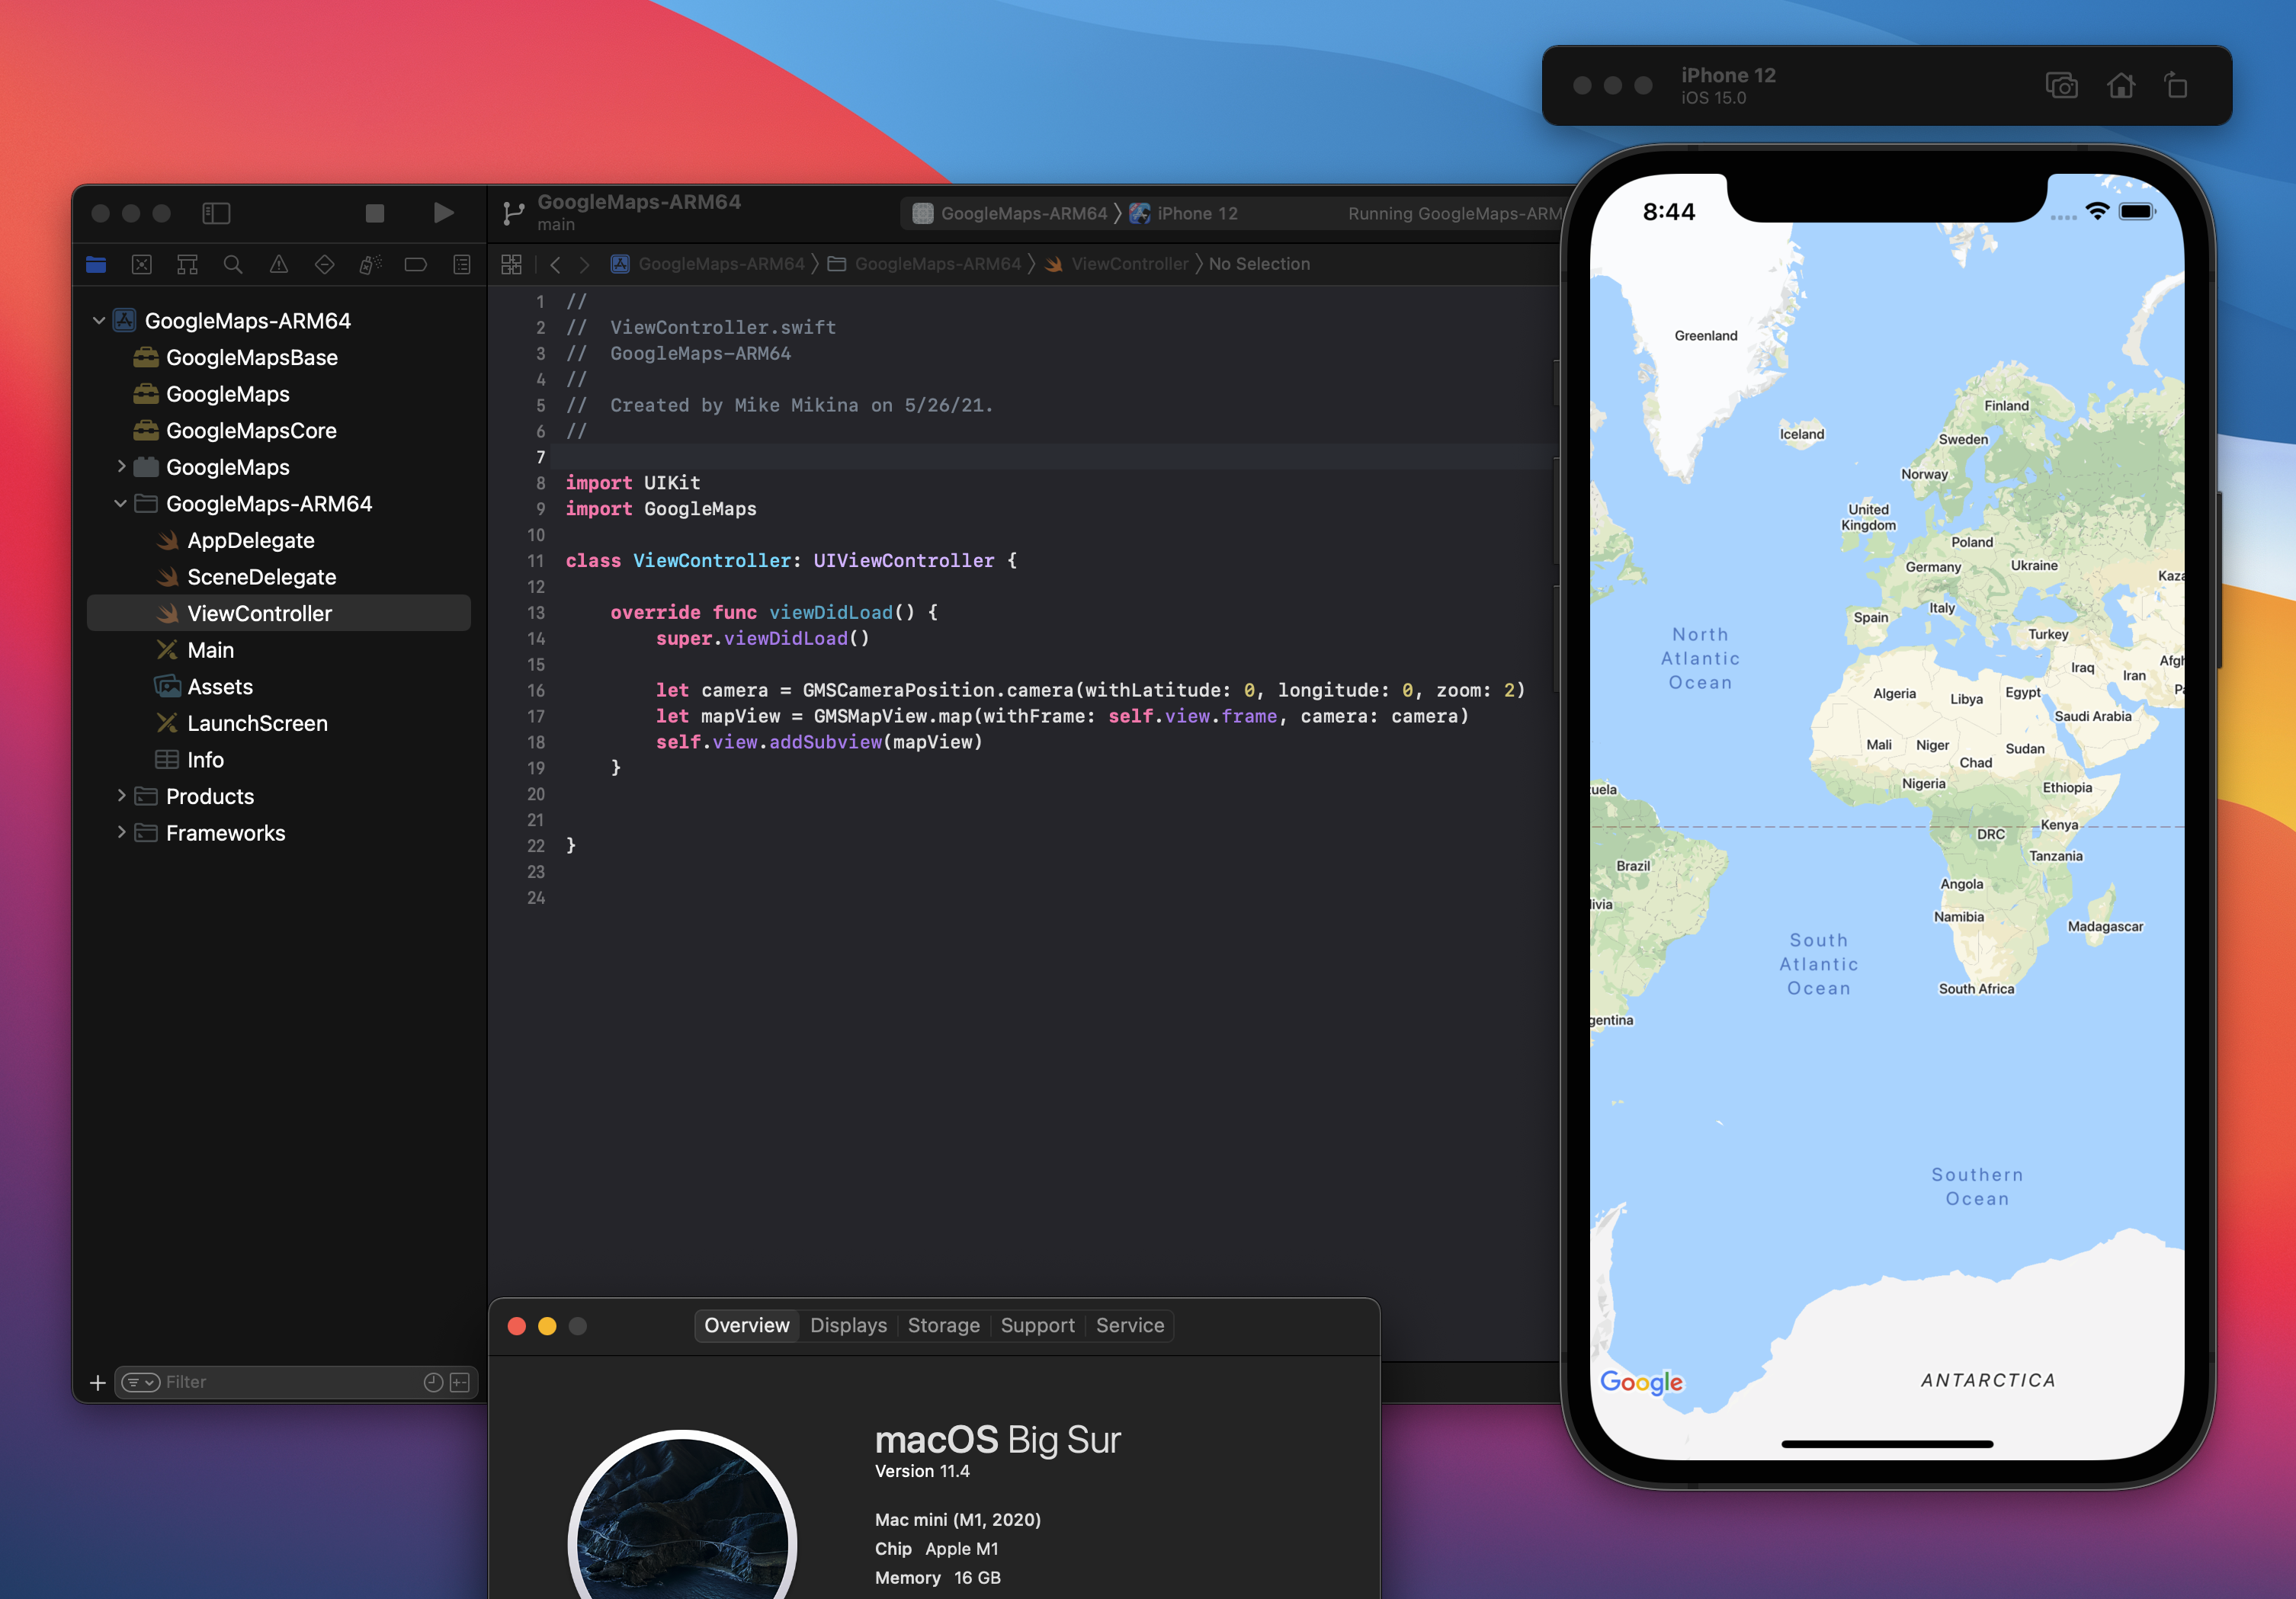 iPhone 12
iOS 15.0
GoogleMaps-ARM64
main
GoogleMaps-ARM64
iPhone 12
Running GoogleMaps-ARM
GoogleMaps-ARM64
GoogleMaps-ARM64
ViewController
No Selection
GoogleMaps-ARM64
GoogleMapsBase
GoogleMaps
GoogleMapsCore
GoogleMaps
GoogleMaps-ARM64
AppDelegate
SceneDelegate
ViewController
Main
Assets
LaunchScreen
Info
Products
Frameworks
Filter
1 //
2 //  ViewController.swift
3 //  GoogleMaps-ARM64
4 //
5 //  Created by Mike Mikina on 5/26/21.
6 //
7
8 import UIKit
9 import GoogleMaps
10
11 class ViewController: UIViewController {
12
13     override func viewDidLoad() {
14         super.viewDidLoad()
15
16         let camera = GMSCameraPosition.camera(withLatitude: 0, longitude: 0, zoom: 2)
17         let mapView = GMSMapView.map(withFrame: self.view.frame, camera: camera)
18         self.view.addSubview(mapView)
19     }
20
21
22 }
23
24
Overview
Displays
Storage
Support
Service
macOS Big Sur
Version 11.4
Mac mini (M1, 2020)
Chip Apple M1
Memory 16 GB
8:44
Greenland
Finland
Iceland
Sweden
Norway
United
Kingdom
Poland
Germany
Ukraine
Kaza
Italy
Spain
North
Atlantic
Ocean
Turkey
Iraq
Afgh
Iran
P
Algeria
Libya
Egypt
Saudi Arabia
Mali
Niger
Sudan
Chad
Nigeria
Ethiopia
uela
Kenya
DRC
Tanzania
Brazil
Angola
livia
Namibia
Madagascar
South
Atlantic
Ocean
South Africa
gentina
Southern
Ocean
ANTARCTICA
Google